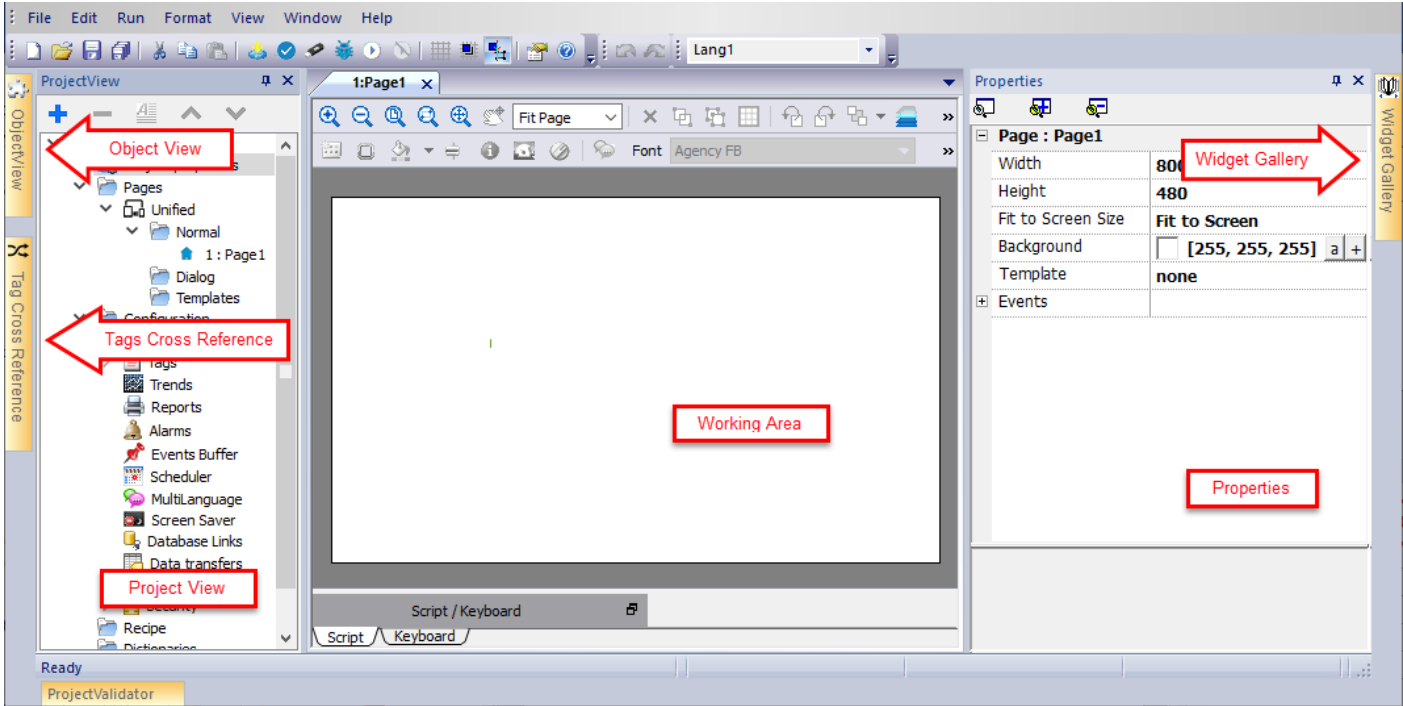 File Edit Run Format View Window Help
Lang1
ObjectView
Tag Cross Reference
ProjectView
Object View
Pages
Unified
Normal
1 : Page1
Dialog
Templates
Configuration
Tags Cross Reference
Tags
Trends
Reports
Alarms
Events Buffer
Scheduler
MultiLanguage
Screen Saver
Database Links
Data transfers
Project View
Security
Recipe
Dictionaries
1:Page1
Fit Page
Font Agency FB
Working Area
Script / Keyboard
Script Keyboard
Properties
Page : Page1
Width 800
Height 480
Fit to Screen Size Fit to Screen
Background [255, 255, 255] a +
Template none
Events
Widget Gallery
Properties
Widget Gallery
Ready
ProjectValidator